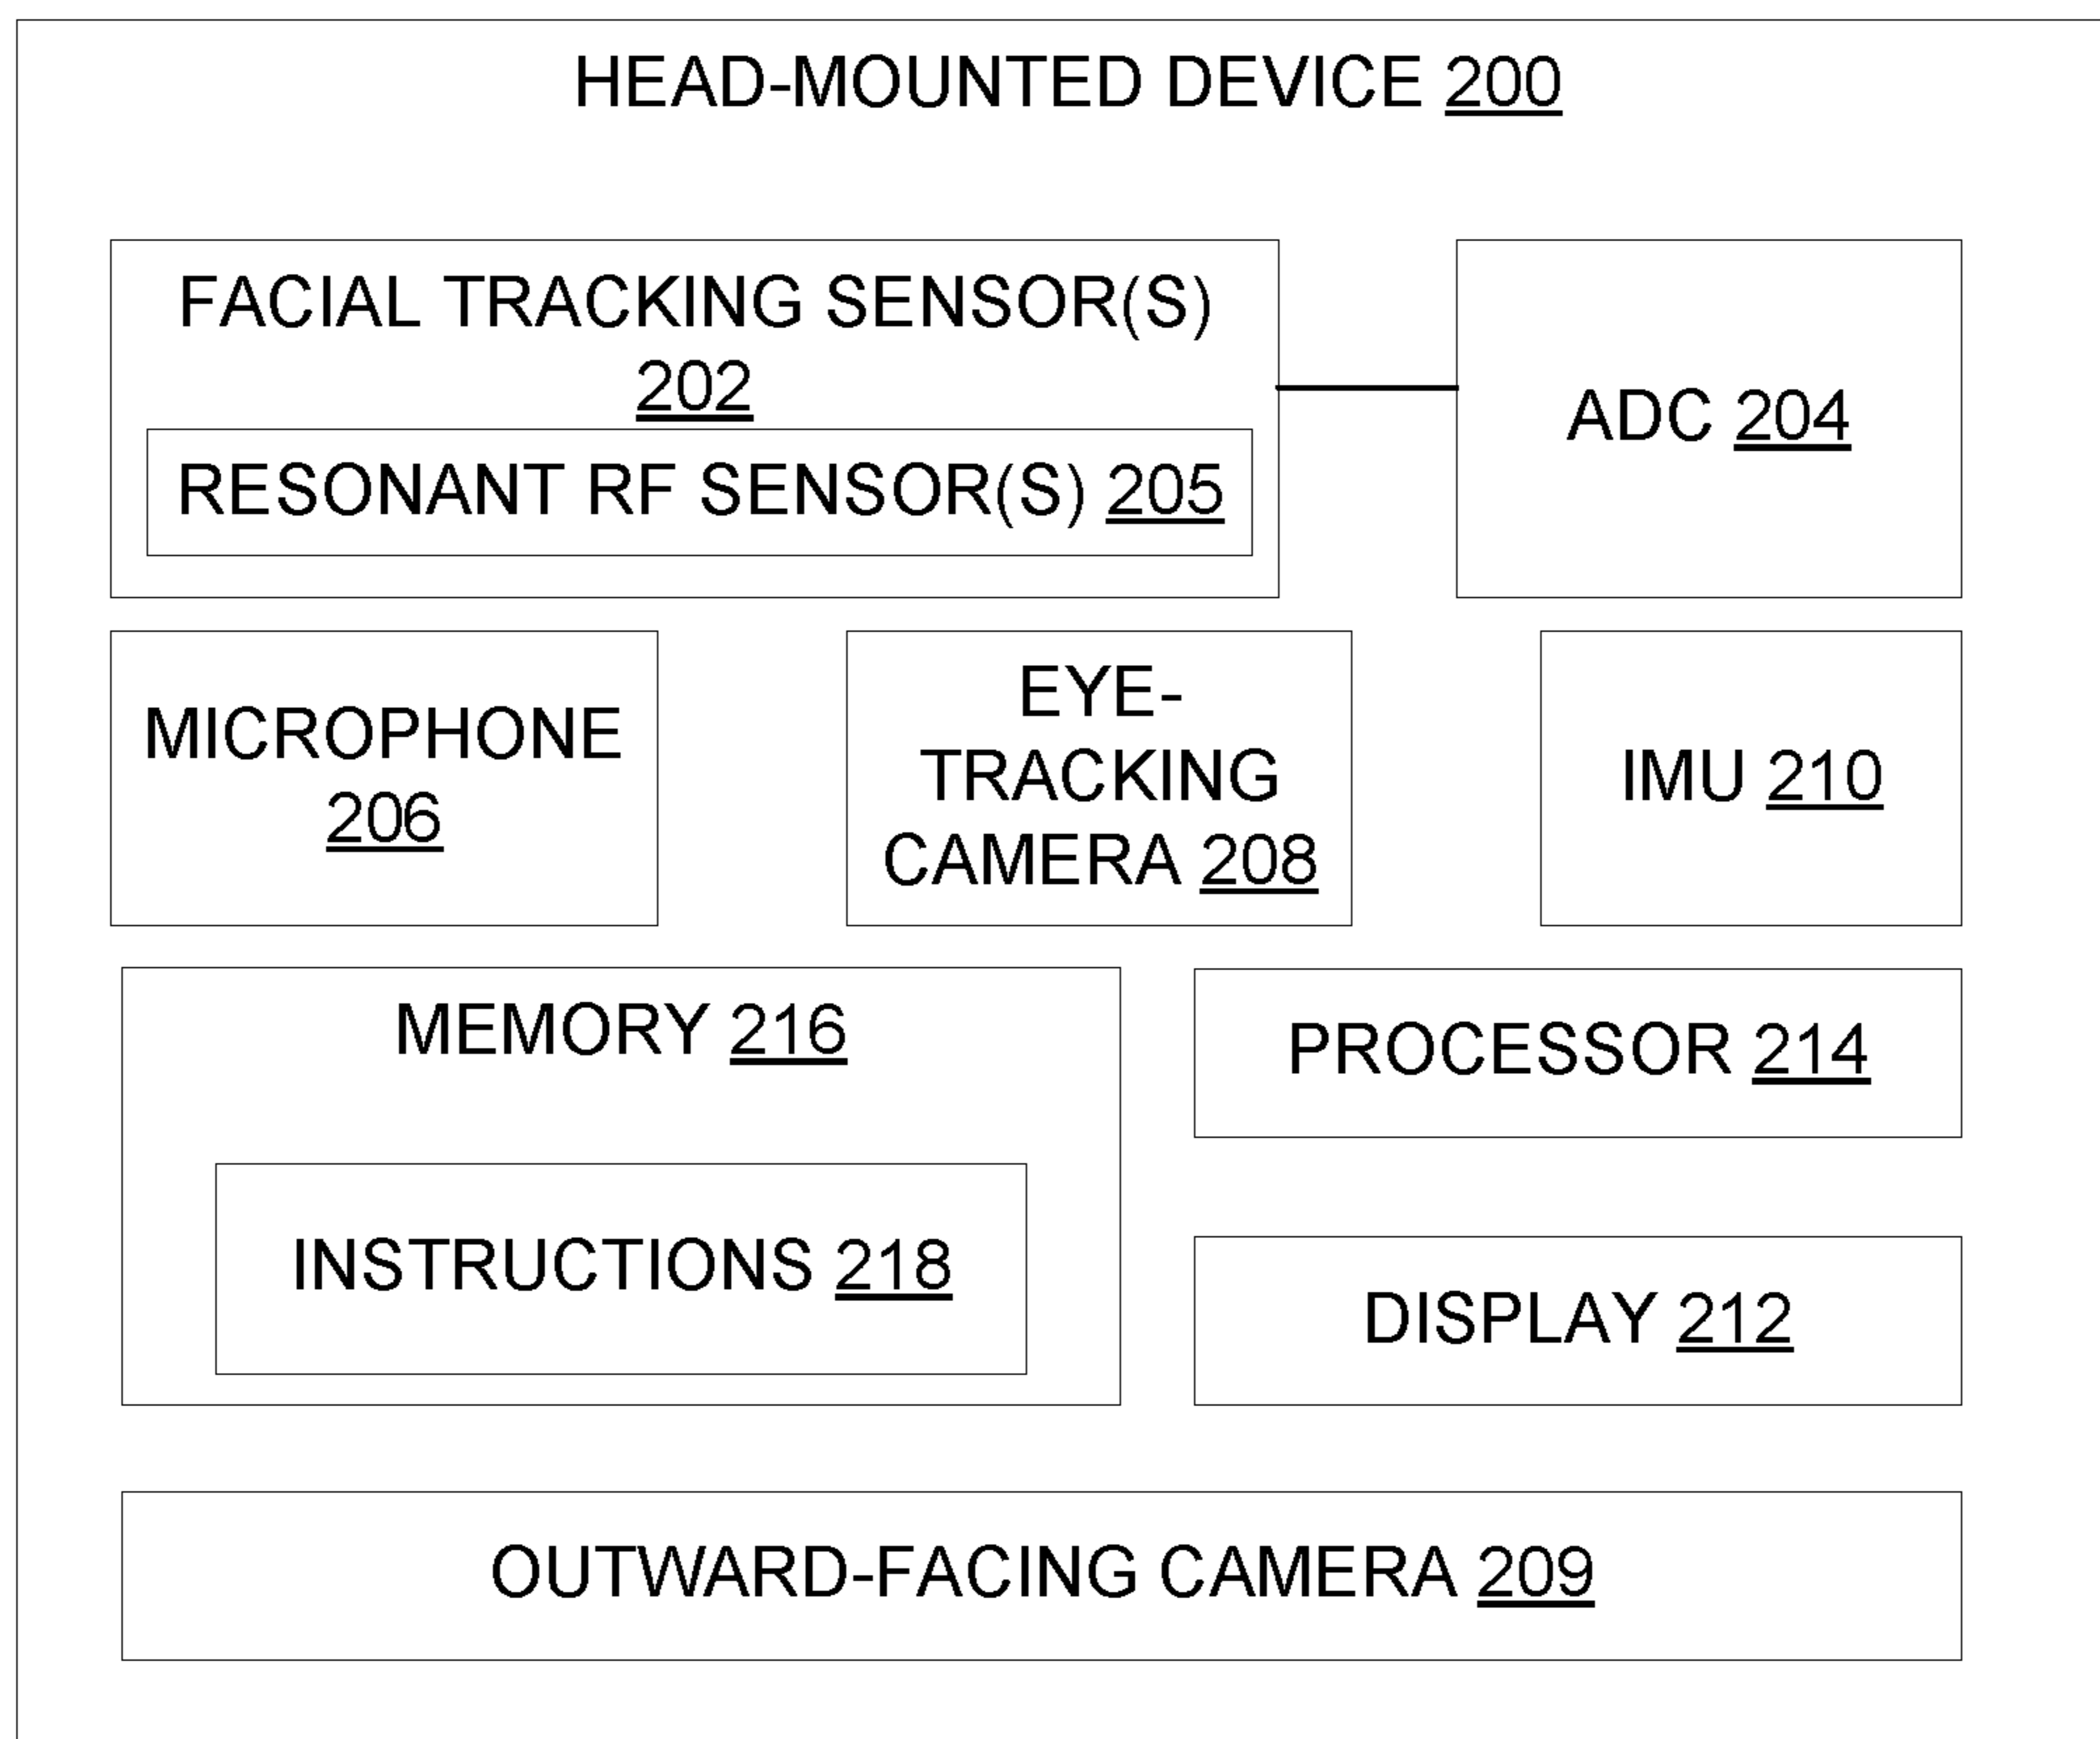 HEAD-MOUNTED DEVICE 200
FACIAL TRACKING SENSOR(S)
202
RESONANT RF SENSOR(S) 205
ADC 204
MICROPHONE
206
EYE-
TRACKING
CAMERA 208
IMU 210
MEMORY 216
INSTRUCTIONS 218
PROCESSOR 214
DISPLAY 212
OUTWARD-FACING CAMERA 209